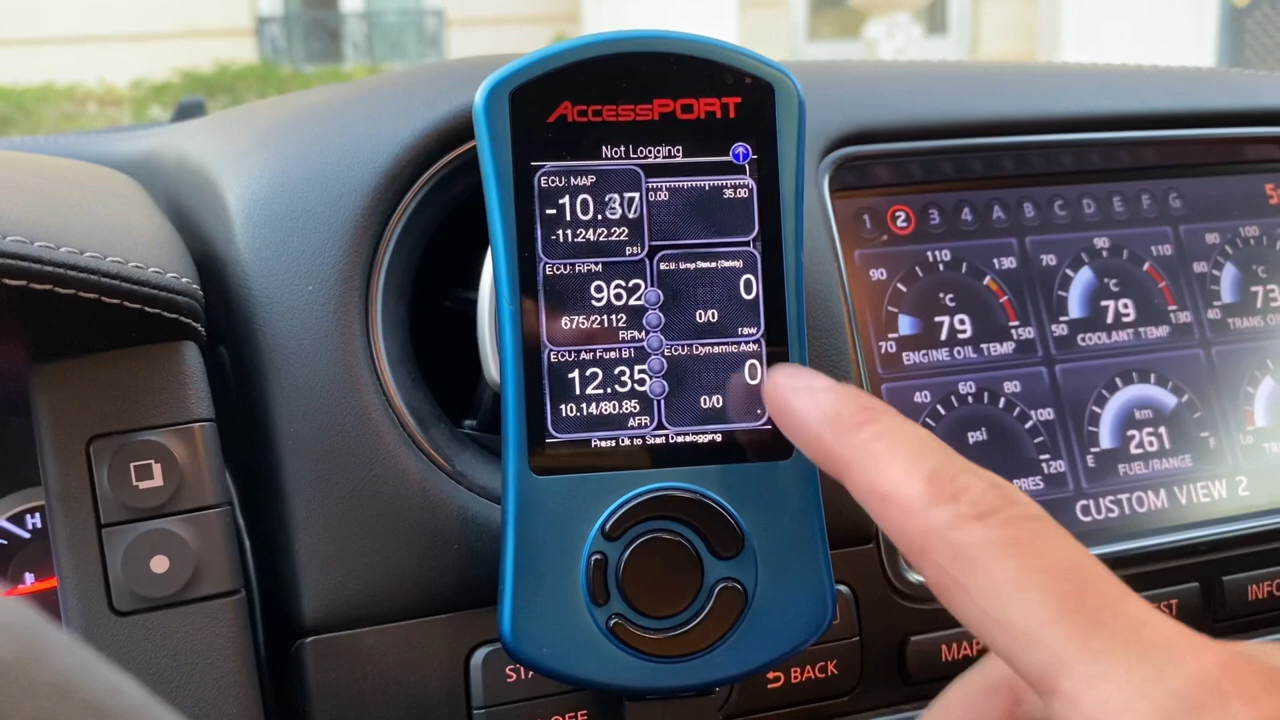 AccessPORT
Not Logging
ECU: MAP
-11.24/2.22
psi
0.00 35.00
ECU: RPM
962
675/2112
RPM
ECU: Limp Status (Safety)
0
0/0
raw
ECU: Air Fuel B1
12.35
10.14/80.85
AFR
ECU: Dynamic Adv.
0
0/0
Press Ok to Start Datalogging
1 2 3 4 A B C D E F G
90 110 130
°C
79
70 150
ENGINE OIL TEMP
70 90 110
°C
79
50 130
COOLANT TEMP
80 100
60
°C
73
40
TRANS
40 60 80
100
psi
120
PRES
km
261
E F
FUEL/RANGE
Lo
CUSTOM VIEW 2
H
BACK
MAP
INFO
OFF